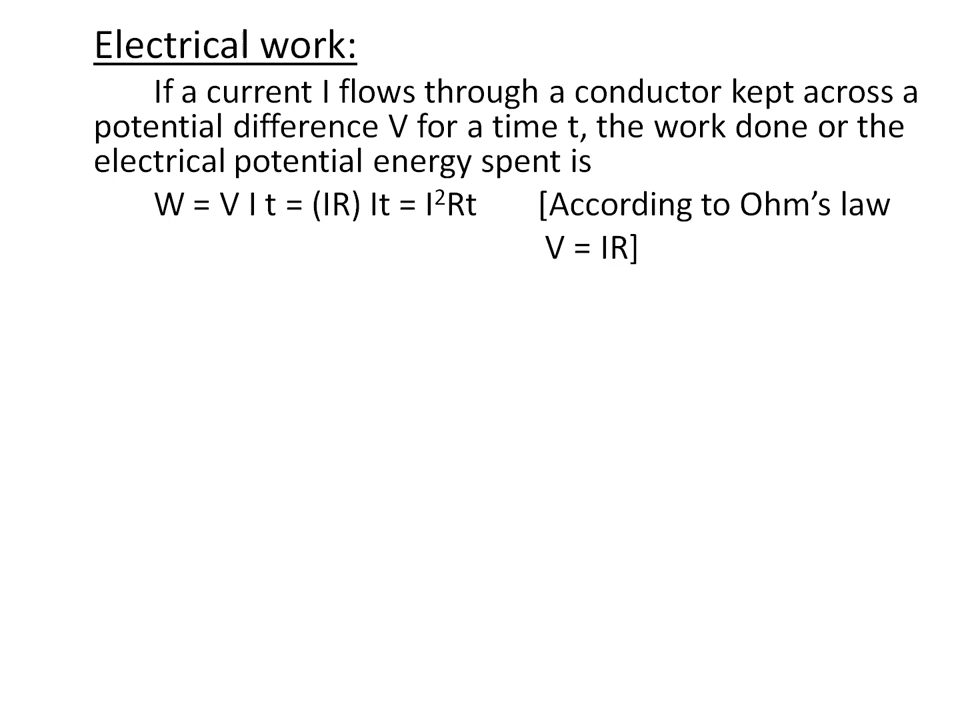 Electrical work:
If a current I flows through a conductor kept across a
potential difference V for a time t, the work done or the
electrical potential energy spent is
W = V I t = (IR) It = I²Rt [According to Ohm’s law
V = IR]